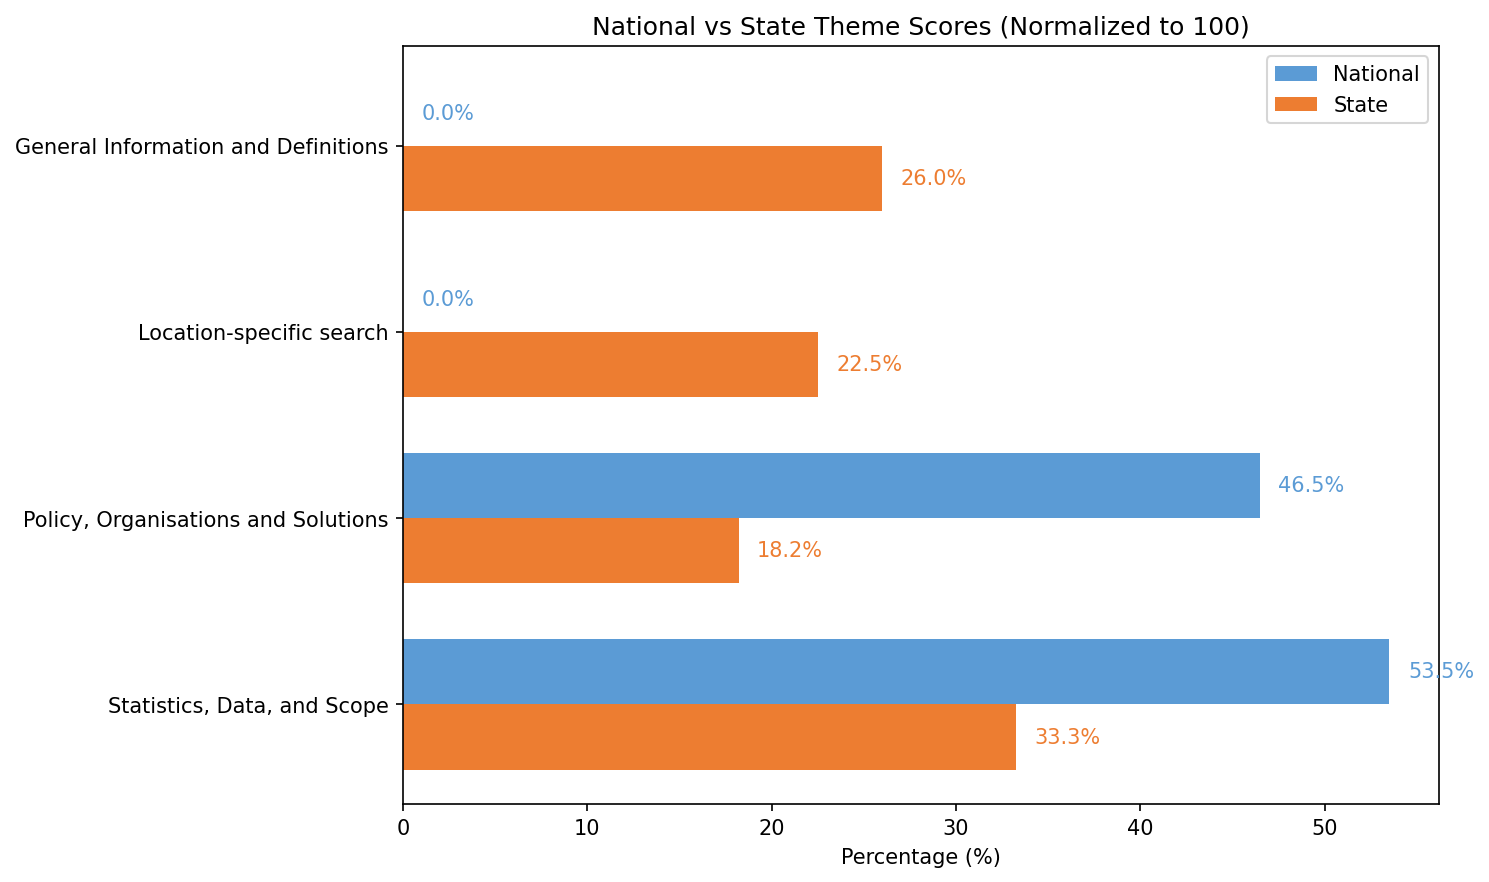 National vs State Theme Scores (Normalized to 100)
National
State
General Information and Definitions
0.0%
26.0%
Location-specific search
0.0%
22.5%
Policy, Organisations and Solutions
46.5%
18.2%
Statistics, Data, and Scope
53.5%
33.3%
0 10 20 30 40 50
Percentage (%)